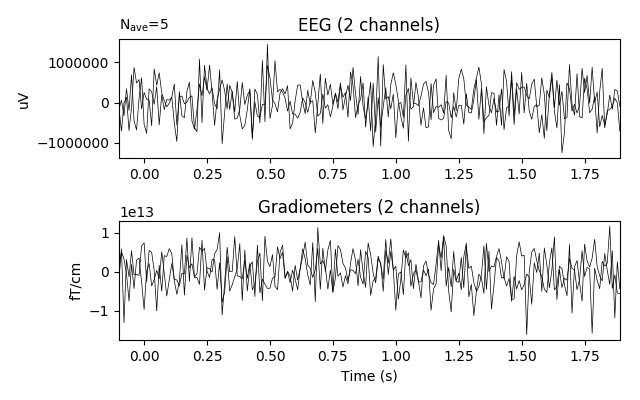 N_ave=5
EEG (2 channels)
uV
1000000
0
−1000000
0.00 0.25 0.50 0.75 1.00 1.25 1.50 1.75
1e13
Gradiometers (2 channels)
fT/cm
1
0
−1
0.00 0.25 0.50 0.75 1.00 1.25 1.50 1.75
Time (s)